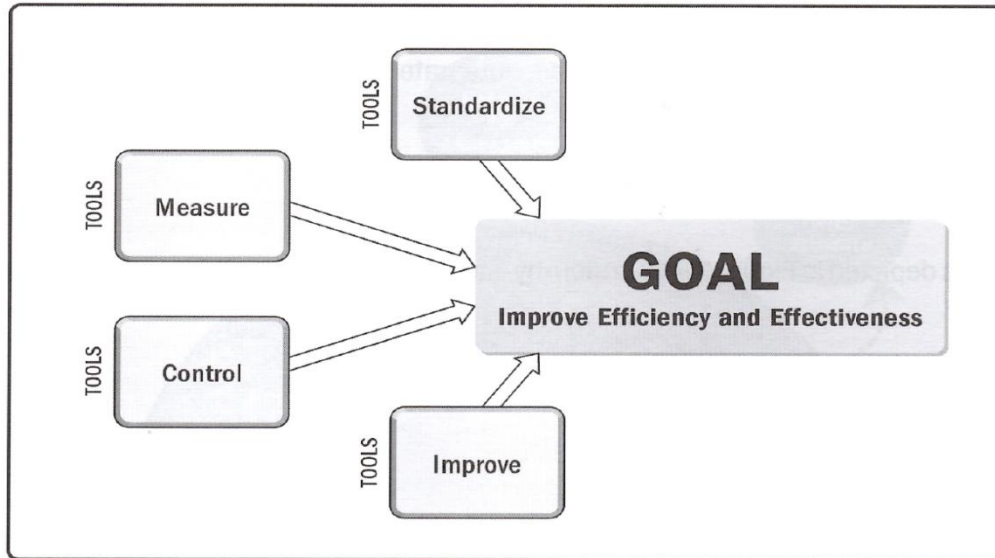 TOOLS
Standardize
TOOLS
Measure
GOAL
Improve Efficiency and Effectiveness
TOOLS
Control
TOOLS
Improve